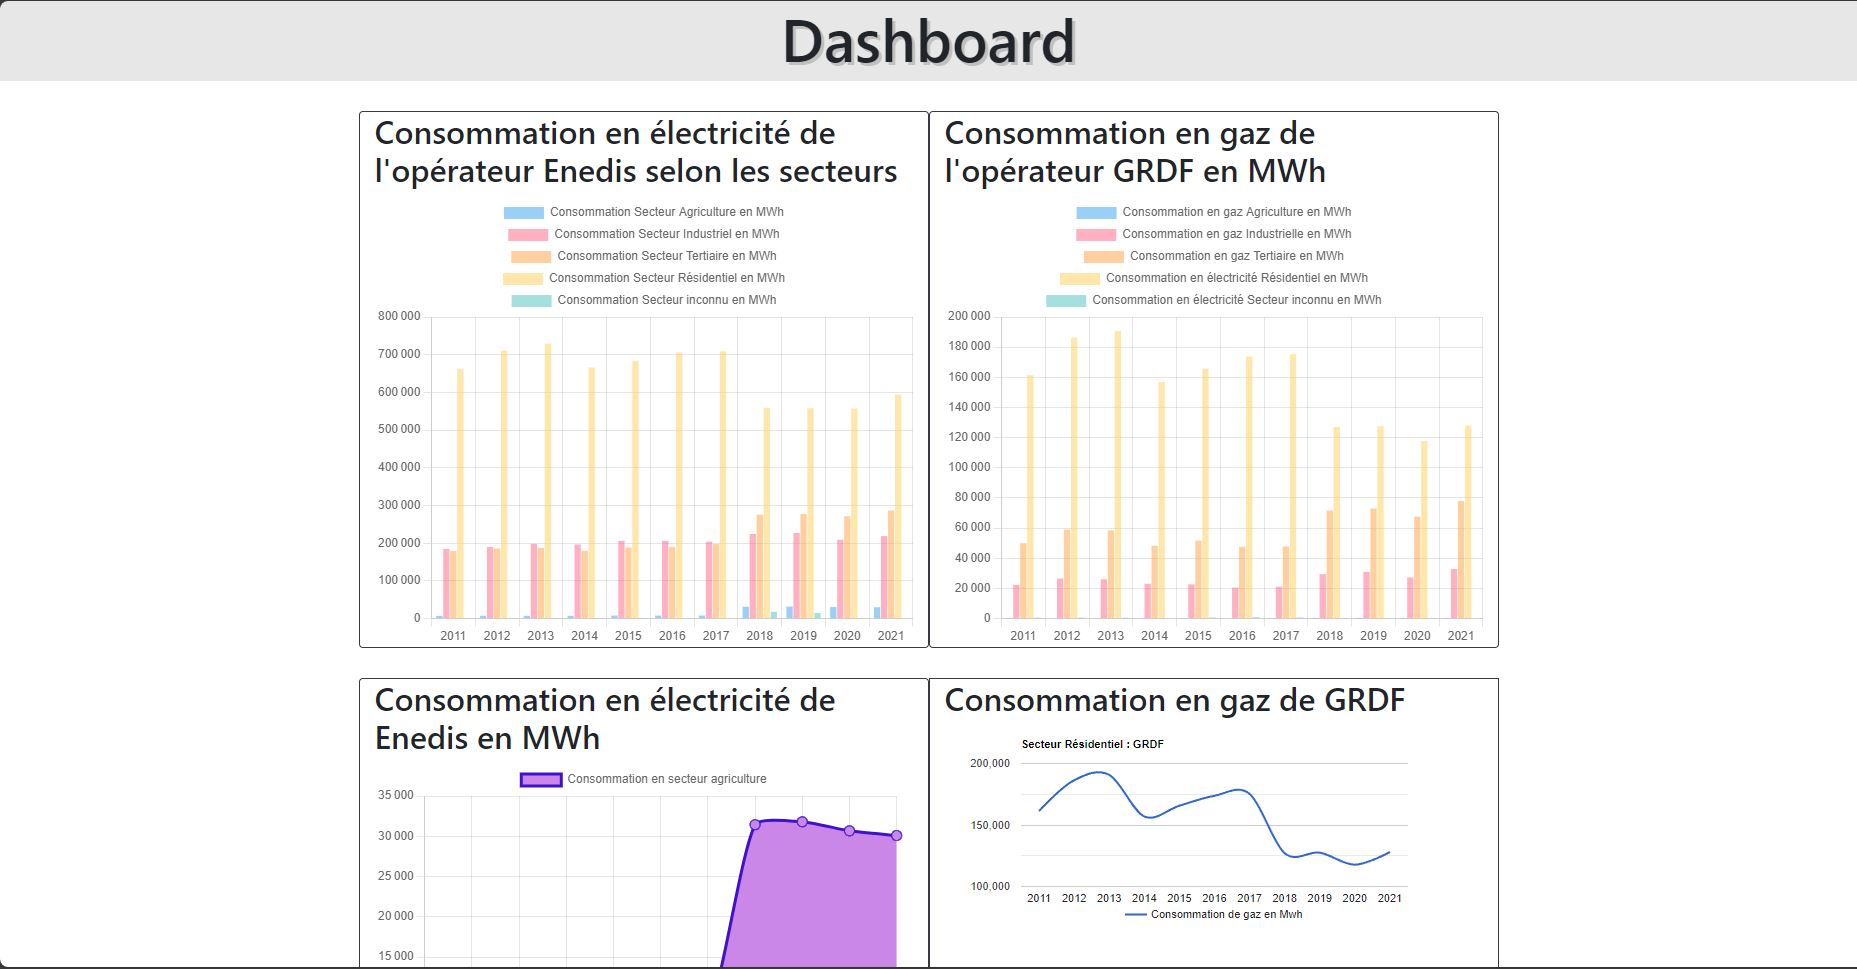 Dashboard
Consommation en électricité de
l'opérateur Enedis selon les secteurs
Consommation Secteur Agriculture en MWh
Consommation Secteur Industriel en MWh
Consommation Secteur Tertiaire en MWh
Consommation Secteur Résidentiel en MWh
Consommation Secteur inconnu en MWh
800 000
700 000
600 000
500 000
400 000
300 000
200 000
100 000
0
2011 2012 2013 2014 2015 2016 2017 2018 2019 2020 2021
Consommation en gaz de
l'opérateur GRDF en MWh
Consommation en gaz Agriculture en MWh
Consommation en gaz Industrielle en MWh
Consommation en gaz Tertiaire en MWh
Consommation en électricité Résidentiel en MWh
Consommation en électricité Secteur inconnu en MWh
200 000
180 000
160 000
140 000
120 000
100 000
80 000
60 000
40 000
20 000
0
2011 2012 2013 2014 2015 2016 2017 2018 2019 2020 2021
Consommation en électricité de
Enedis en MWh
Consommation en secteur agriculture
35 000
30 000
25 000
20 000
15 000
Consommation en gaz de GRDF
Secteur Résidentiel : GRDF
200,000
150,000
100,000
2011 2012 2013 2014 2015 2016 2017 2018 2019 2020 2021
Consommation de gaz en Mwh